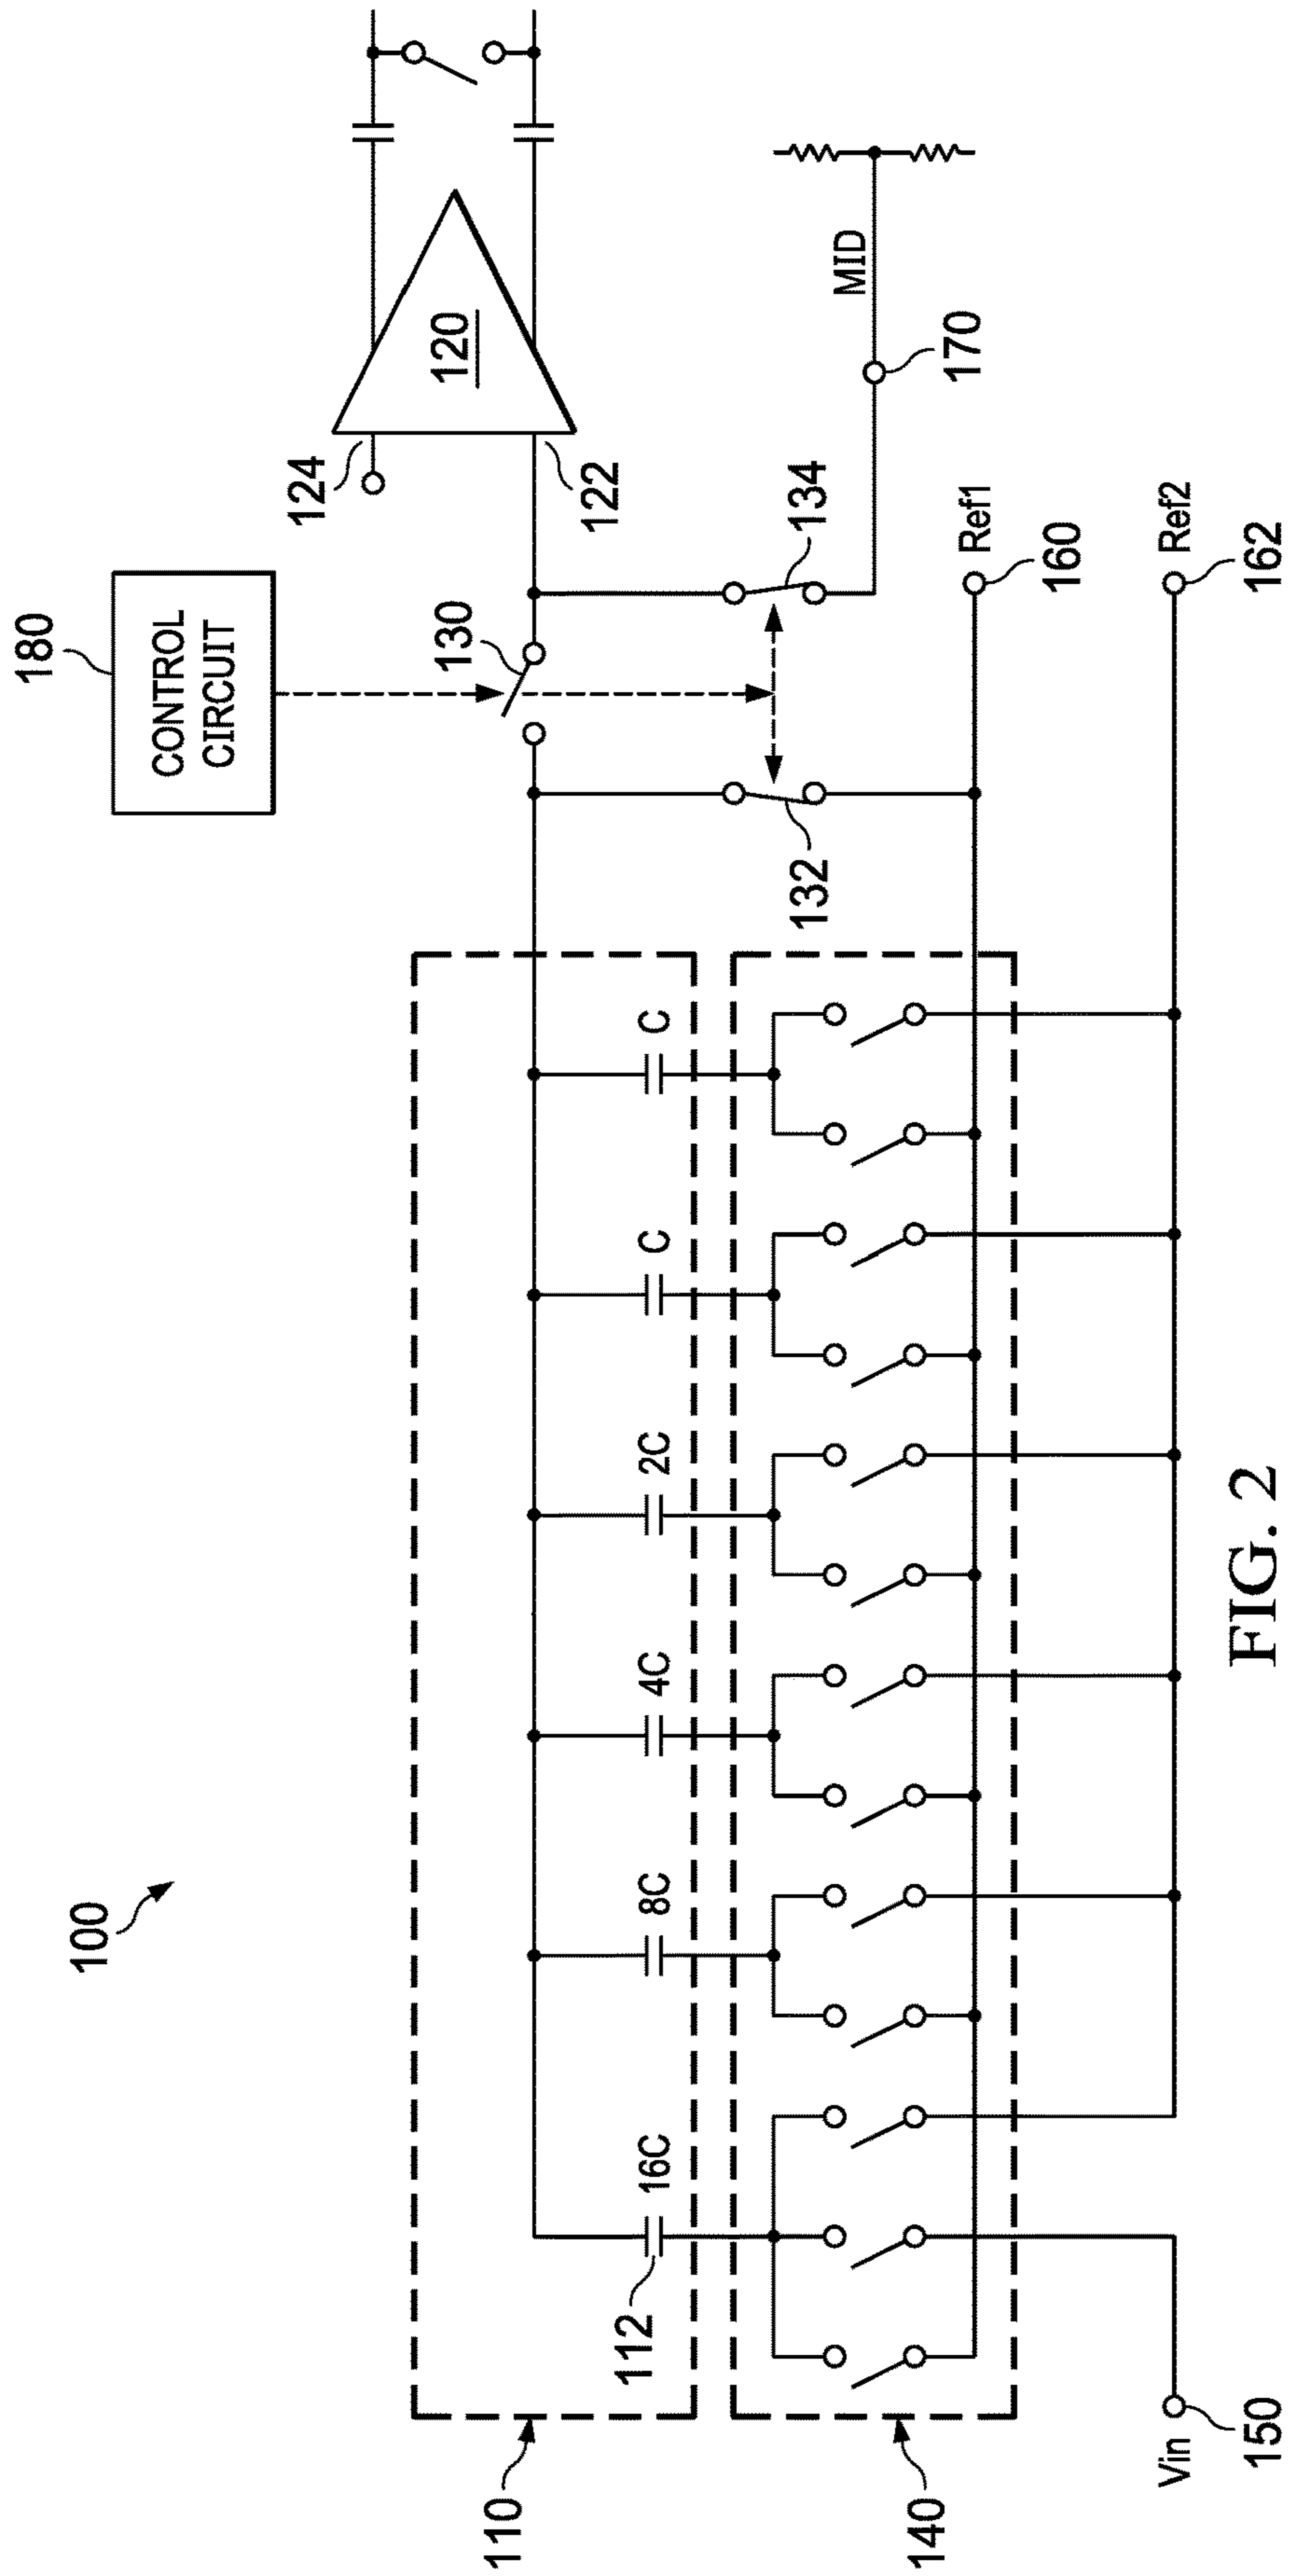 100
180
CONTROL
CIRCUIT
124
120
122
130
110
16C
8C
4C
2C
C
C
112
132
134
MID
170
140
Ref1
160
Vin
150
Ref2
162
FIG. 2